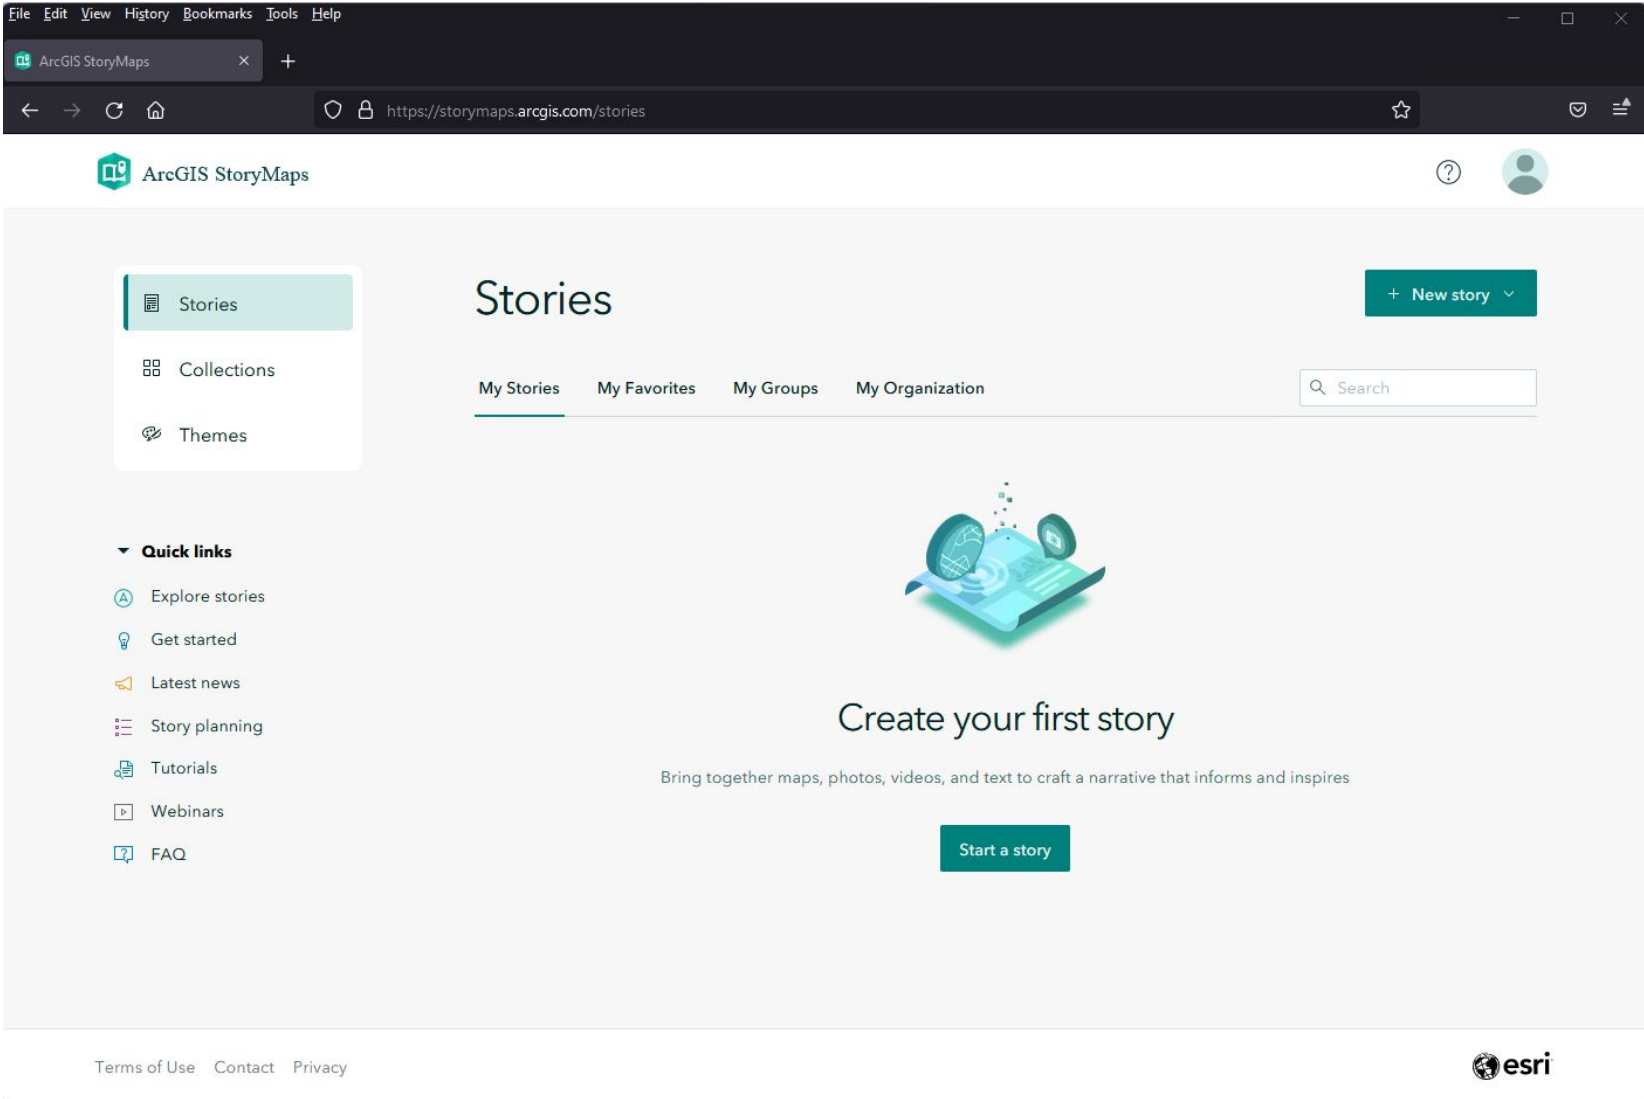 File Edit View History Bookmarks Tools Help
ArcGIS StoryMaps
https://storymaps.arcgis.com/stories
ArcGIS StoryMaps
Stories
Collections
Themes
Quick links
Explore stories
Get started
Latest news
Story planning
Tutorials
Webinars
FAQ
Stories
+ New story
My Stories My Favorites My Groups My Organization
Search
Create your first story
Bring together maps, photos, videos, and text to craft a narrative that informs and inspires
Start a story
Terms of Use Contact Privacy
esri